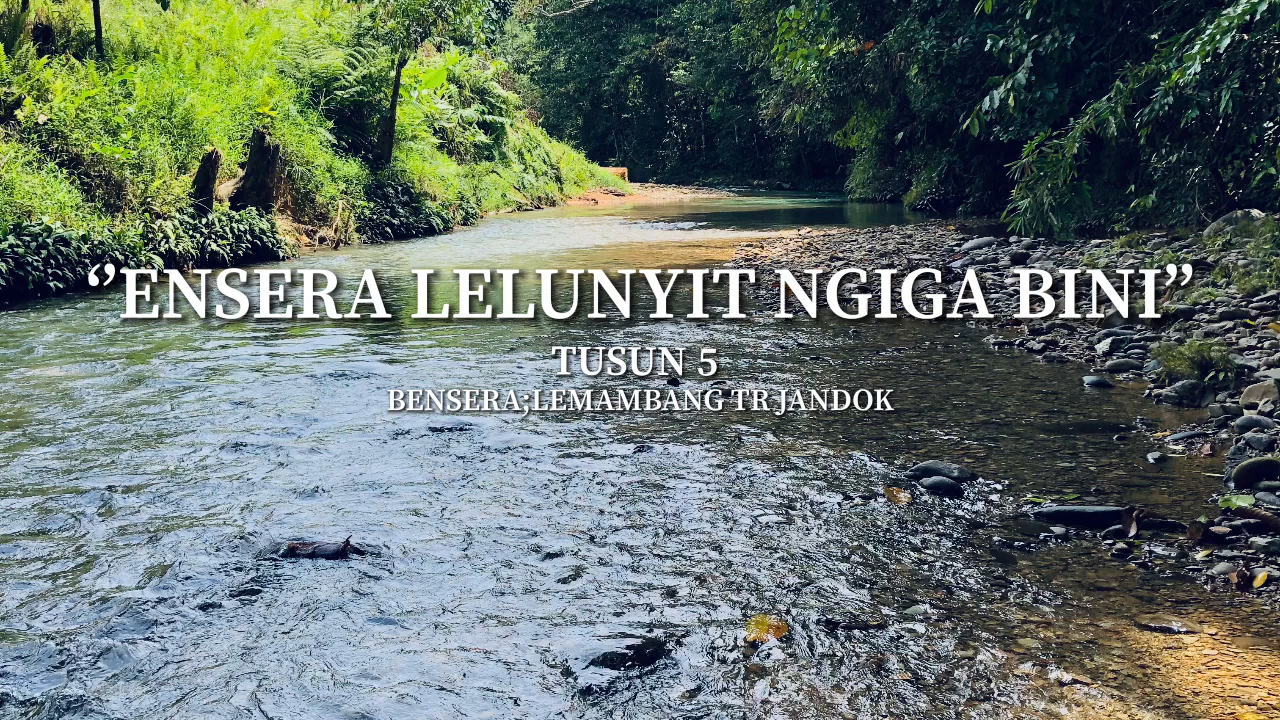 “ENSERA LELUNYIT NGIGA BINI”
TUSUN 5
BENSERA;LEMAMBANG TR JANDOK